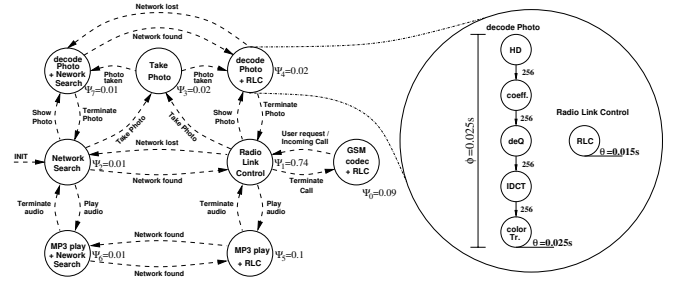 Network lost
Network found
decode
Photo
+ Nework
Search
Ψ7=0.01
Photo
taken
Take
Photo
Ψ3=0.02
Photo
taken
decode
Photo
+ RLC
Ψ4=0.02
Show
Photo
Terminate
Photo
Take Photo
Take Photo
Show
Photo
Terminate
Photo
INIT
Network
Search
Ψ2=0.01
Network lost
Network found
Radio
Link
Control
Ψ1=0.74
User request /
Incoming Call
Terminate
Call
GSM
codec
+ RLC
Ψ0=0.09
Terminate
audio
Play
audio
Terminate
audio
Play
audio
MP3 play
+ Nework
Search
Ψ6=0.01
Network found
Network found
MP3 play
+ RLC
Ψ5=0.1
decode Photo
ϕ=0.025s
HD
256
coeff.
256
deQ
256
IDCT
256
color
Tr.
θ=0.025s
Radio Link Control
RLC
θ=0.015s